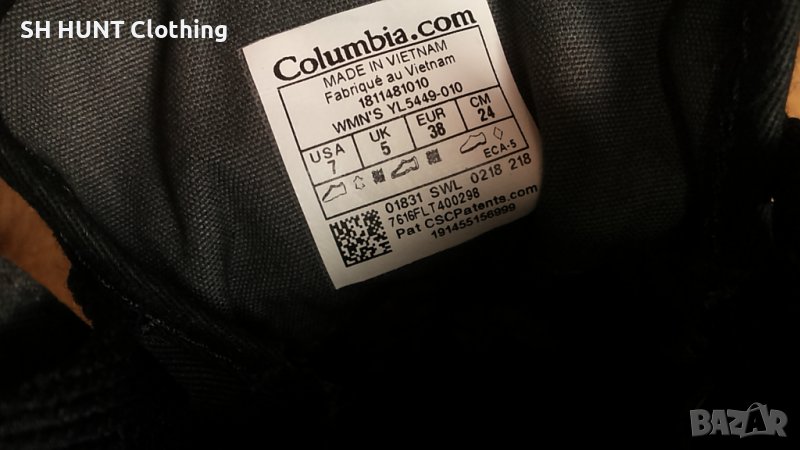 SH HUNT Clothing
Columbia.com
MADE IN VIETNAM
Fabriqué au Vietnam
1811481010
WMN'S YL5449-010
USA UK EUR CM
7 5 38 24
ECA-5
01831 SWL 0218 218
7616FLT400298
Pat CSCPatents.com
191455156999
BAZAR